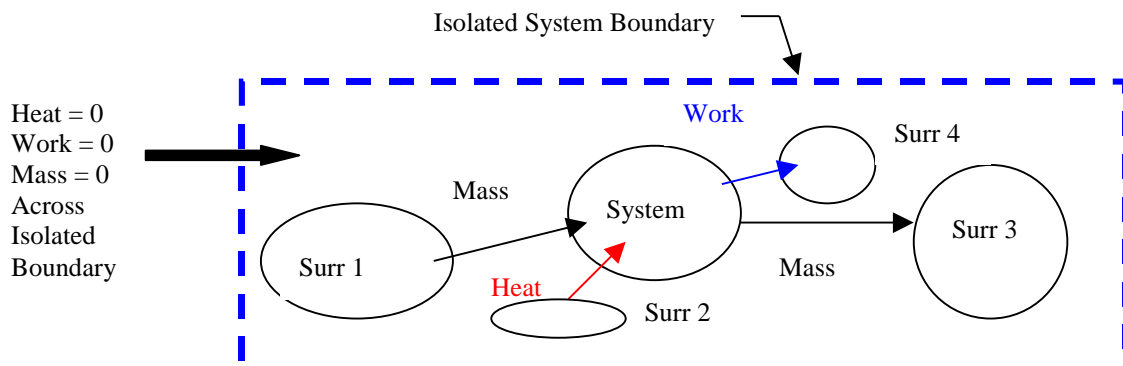 Isolated System Boundary
Heat = 0
Work = 0
Mass = 0
Across
Isolated
Boundary
Work
Surr 4
Mass
System
Surr 3
Surr 1
Mass
Heat
Surr 2